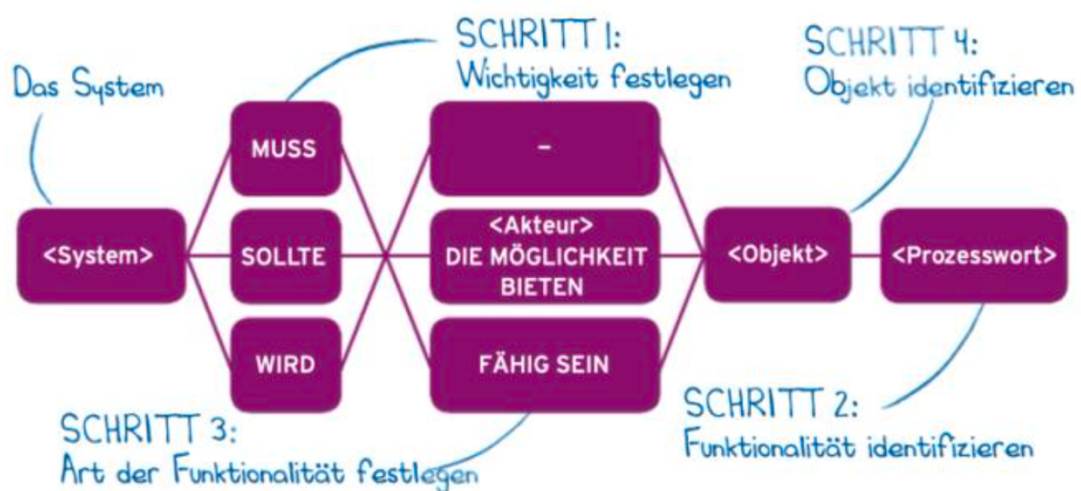 SCHRITT 1:
Wichtigkeit festlegen
SCHRITT 4:
Objekt identifizieren
Das System
<System>
MUSS
SOLLTE
WIRD
–
<Akteur>
DIE MÖGLICHKEIT
BIETEN
FÄHIG SEIN
<Objekt>
<Prozesswort>
SCHRITT 3:
Art der Funktionalität festlegen
SCHRITT 2:
Funktionalität identifizieren